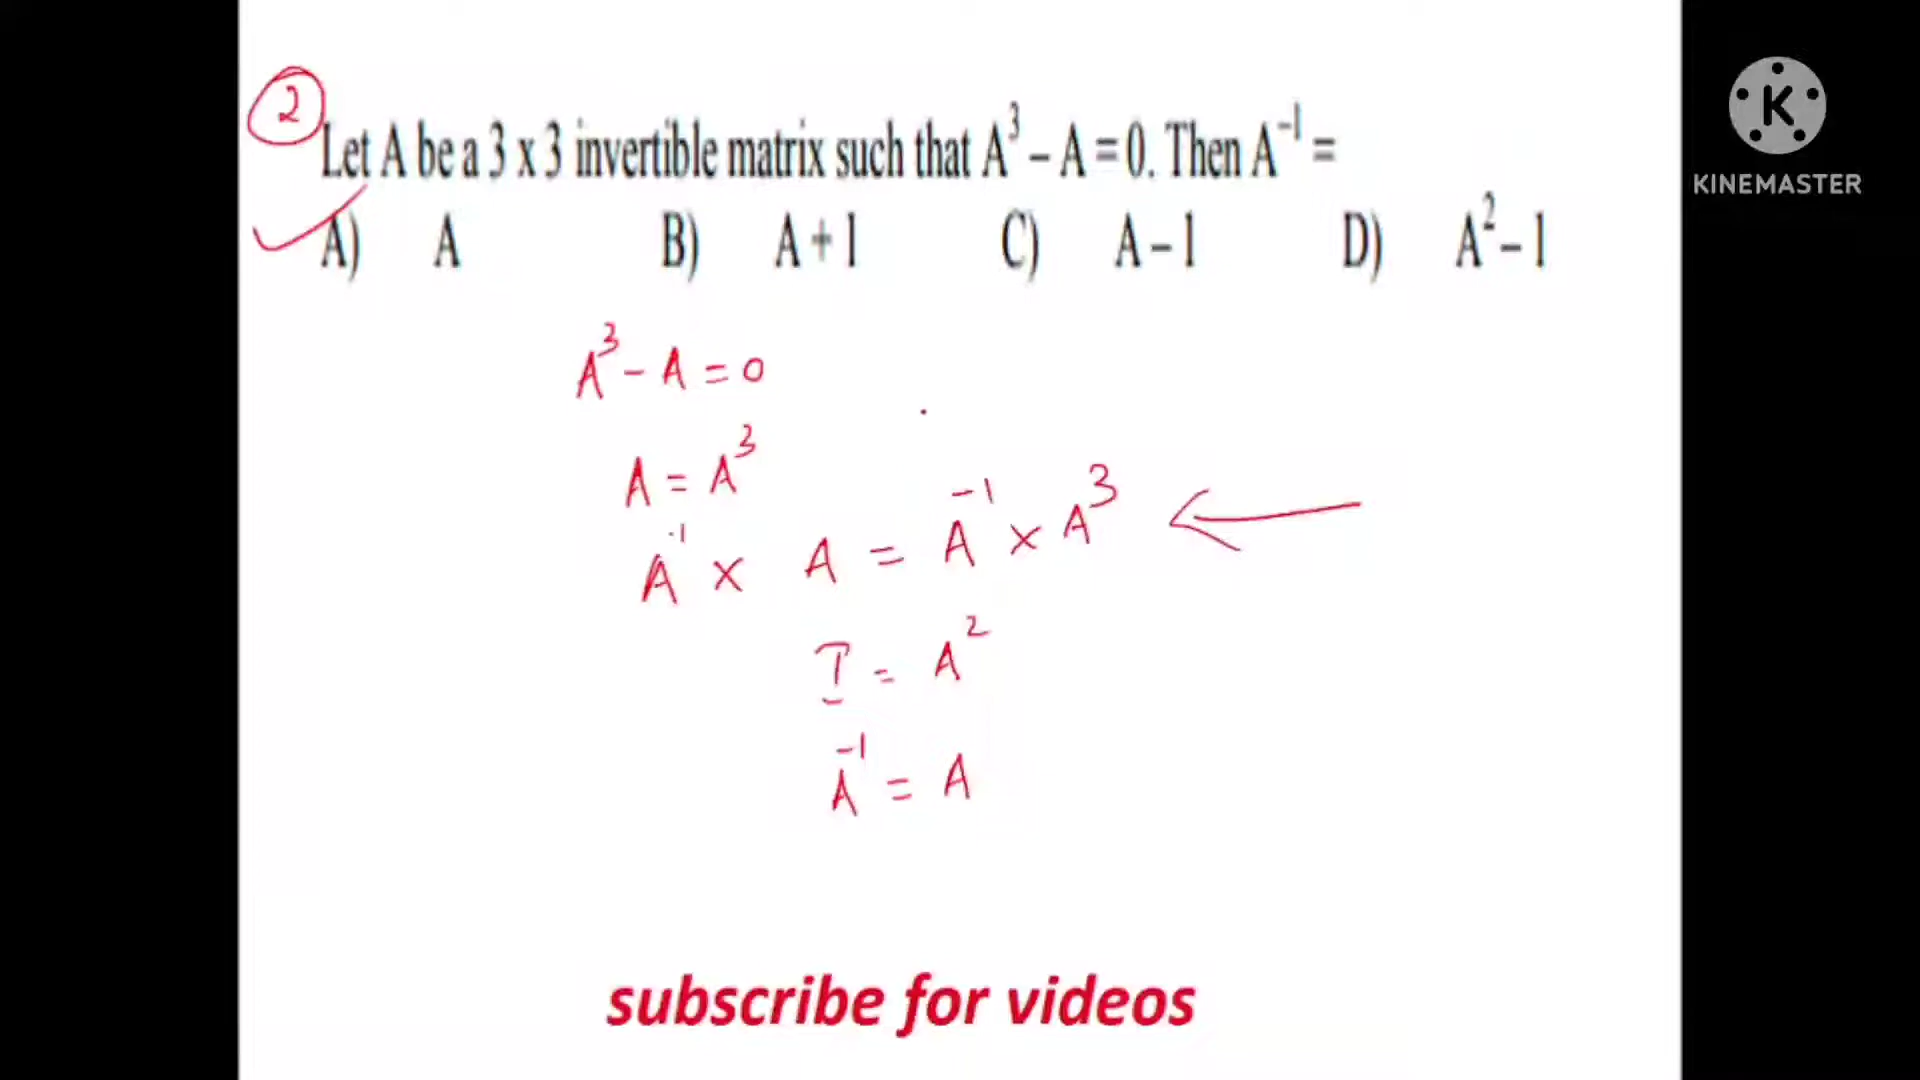 2
Let A be a 3 x 3 invertible matrix such that A³ – A = 0. Then A⁻¹ =
A) A B) A + 1 C) A – 1 D) A² – 1
A³ - A = 0
A = A³
A⁻¹ × A = A⁻¹ × A³
I = A²
A⁻¹ = A
subscribe for videos
K
KINEMASTER